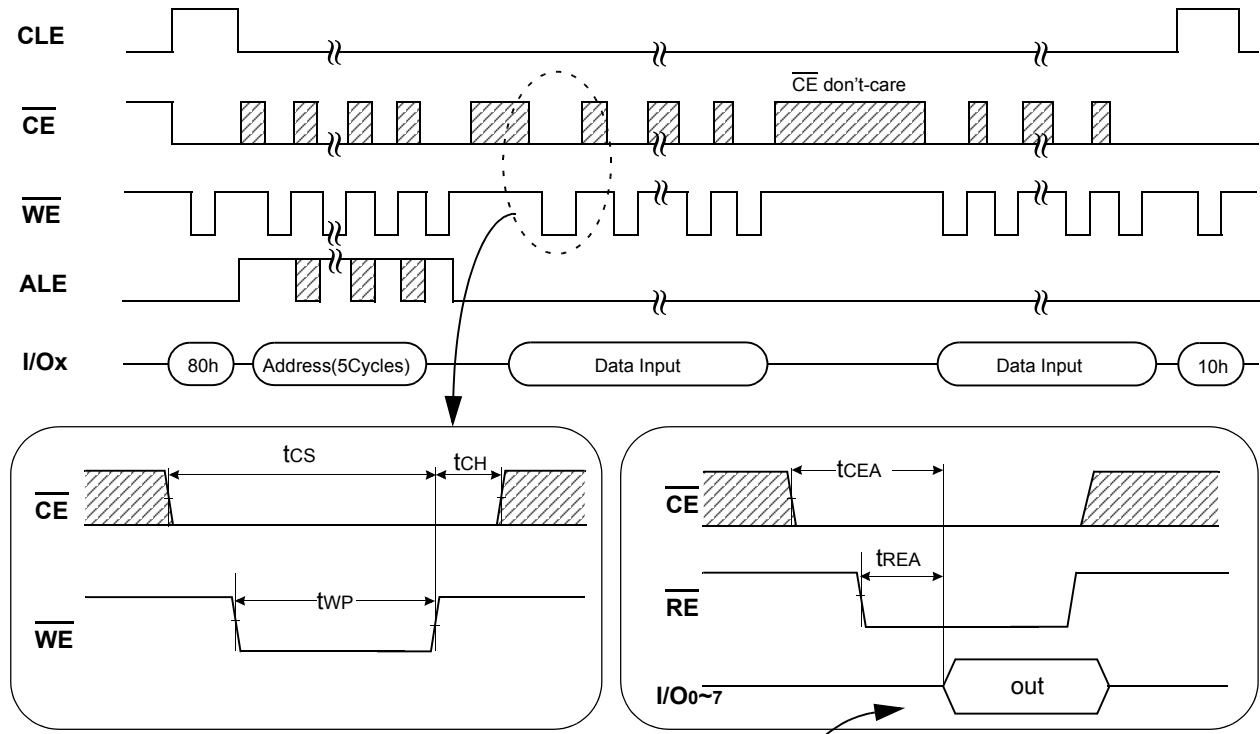 CLE
CE don't-care
CE
WE
ALE
I/Ox
80h
Address(5Cycles)
Data Input
Data Input
10h
tCS
tCH
CE
tWP
WE
tCEA
CE
tREA
RE
I/O0~7
out